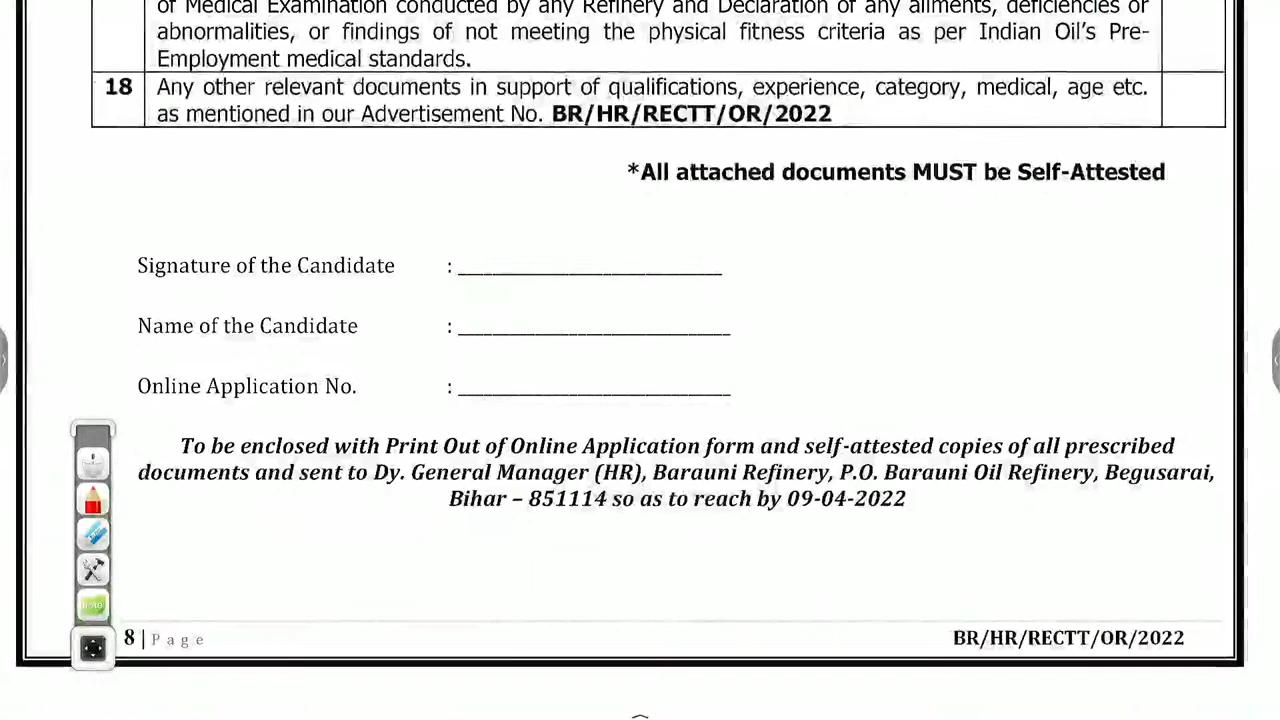 of Medical Examination conducted by any Refinery and Declaration of any ailments, deficiencies or
abnormalities, or findings of not meeting the physical fitness criteria as per Indian Oil's Pre-
Employment medical standards.
18 Any other relevant documents in support of qualifications, experience, category, medical, age etc.
as mentioned in our Advertisement No. BR/HR/RECTT/OR/2022
*All attached documents MUST be Self-Attested
Signature of the Candidate : ____________________
Name of the Candidate : ____________________
Online Application No. : ____________________
To be enclosed with Print Out of Online Application form and self-attested copies of all prescribed
documents and sent to Dy. General Manager (HR), Barauni Refinery, P.O. Barauni Oil Refinery, Begusarai,
Bihar – 851114 so as to reach by 09-04-2022
8 | Page BR/HR/RECTT/OR/2022